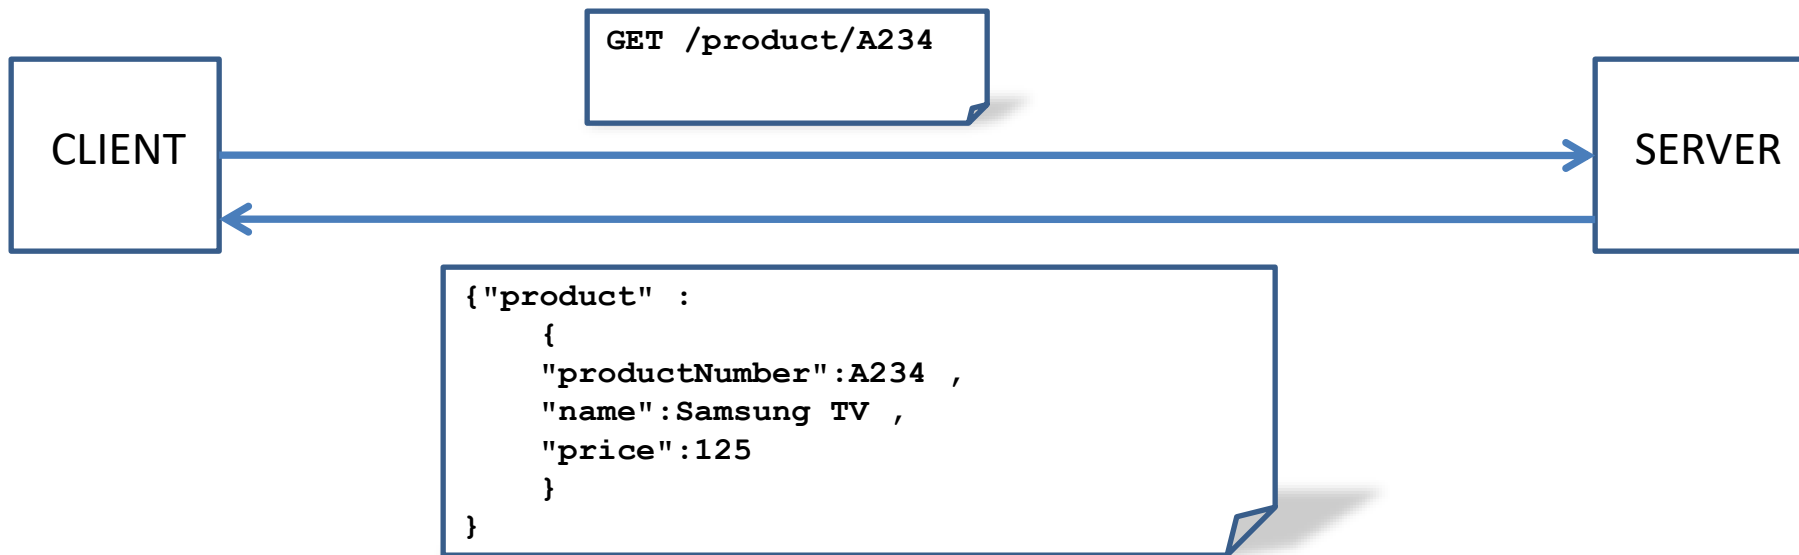 GET /product/A234
CLIENT
SERVER
{"product" :
{
"productNumber":A234 ,
"name":Samsung TV ,
"price":125
}
}